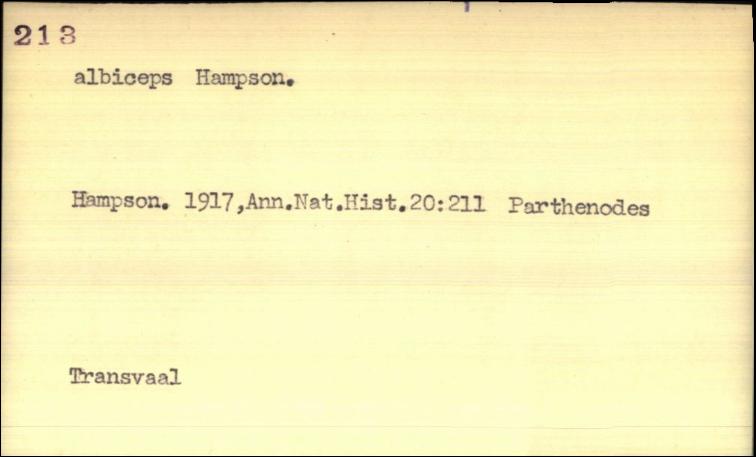 213
albiceps Hampson.
Hampson. 1917,Ann.Nat.Hist.20:211 Parthenodes
Transvaal